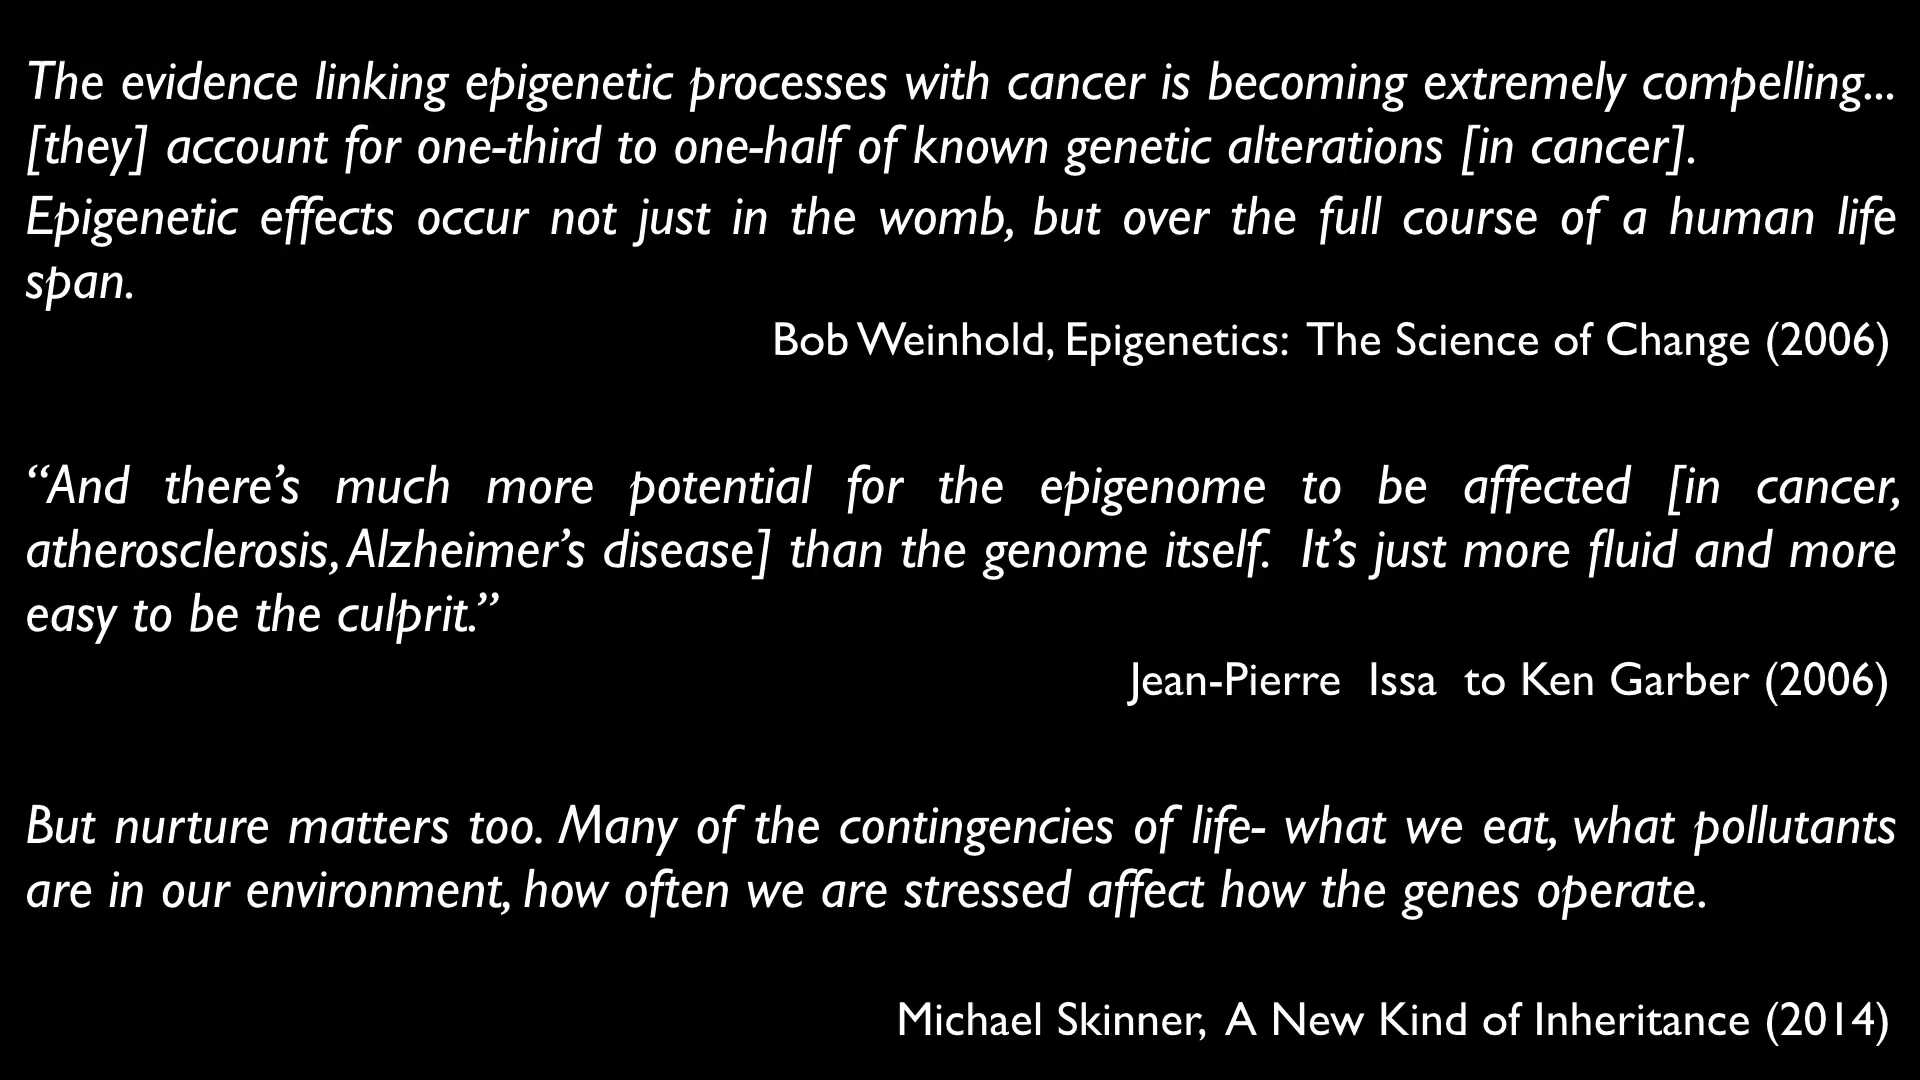 The evidence linking epigenetic processes with cancer is becoming extremely compelling...
[they] account for one-third to one-half of known genetic alterations [in cancer].
Epigenetic effects occur not just in the womb, but over the full course of a human life
span.
Bob Weinhold, Epigenetics: The Science of Change (2006)
“And there’s much more potential for the epigenome to be affected [in cancer,
atherosclerosis, Alzheimer’s disease] than the genome itself. It’s just more fluid and more
easy to be the culprit.”
Jean-Pierre Issa to Ken Garber (2006)
But nurture matters too. Many of the contingencies of life- what we eat, what pollutants
are in our environment, how often we are stressed affect how the genes operate.
Michael Skinner, A New Kind of Inheritance (2014)